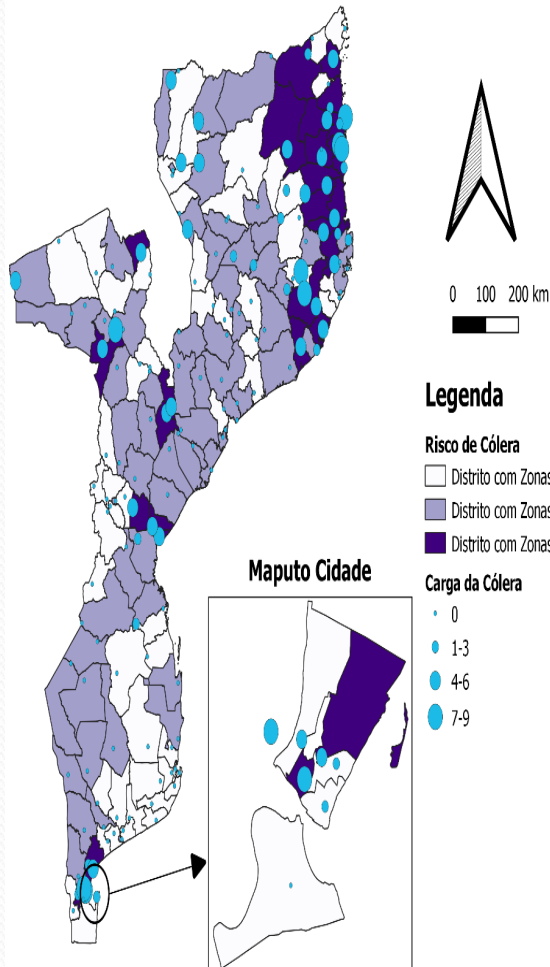 0 100 200 km
Legenda
Risco de Cólera
Distrito com Zonas
Distrito com Zonas
Distrito com Zonas
Maputo Cidade
Carga da Cólera
0
1-3
4-6
7-9